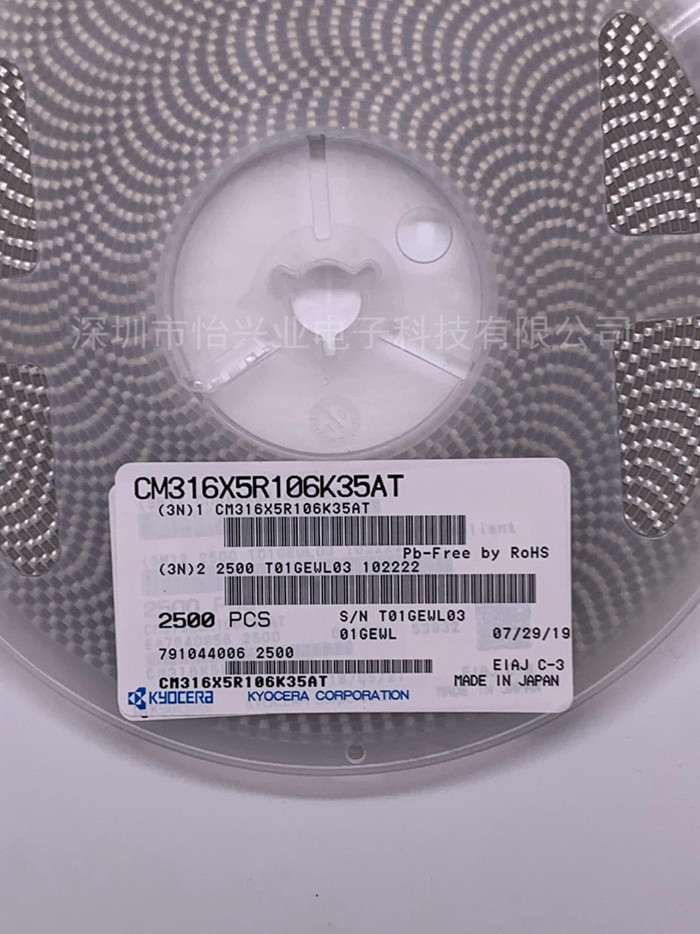 深圳市怡兴业电子科技有限公司
CM316X5R106K35AT
(3N)1 CM316X5R106K35AT
Pb-Free by RoHS
(3N)2 2500 T01GEWL03 102222
2500 PCS
S/N T01GEWL03
01GEWL 07/29/19
791044006 2500
EIAJ C-3
CM316X5R106K35AT
MADE IN JAPAN
KYOCERA KYOCERA CORPORATION